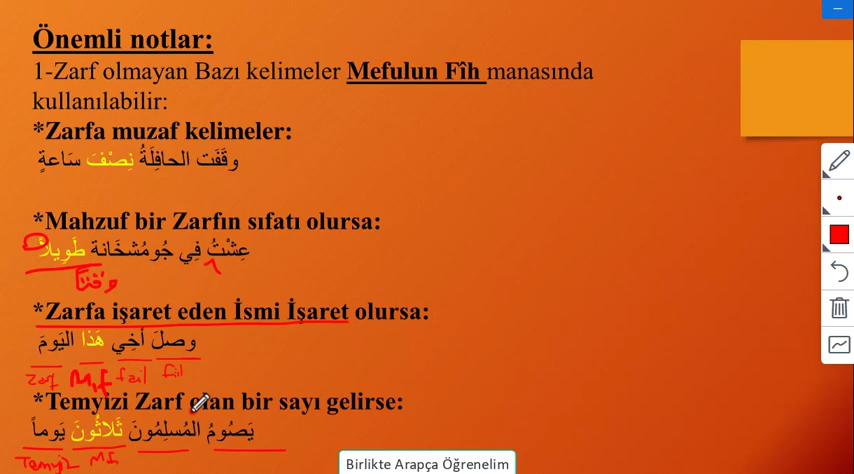 Önemli notlar:
1-Zarf olmayan Bazı kelimeler Mefulun Fîh manasında
kullanılabilir:
*Zarfa muzaf kelimeler:
وقَفَت الحافِلَةُ نِصْفَ سَاعةٍ
*Mahzuf bir Zarfın sıfatı olursa:
عِشْتُ فِي جُومُشخَانة طَوِيلاً
وقتاً
*Zarfa işaret eden İsmi İşaret olursa:
وصلَ أخِي هَذا اليَومَ
Zarf Mf fail fiil
*Temyizi Zarf olan bir sayı gelirse:
يَصُومُ المُسلِمُونَ ثَلاثُونَ يَوماً
Temyiz Mf
Birlikte Arapça Öğrenelim